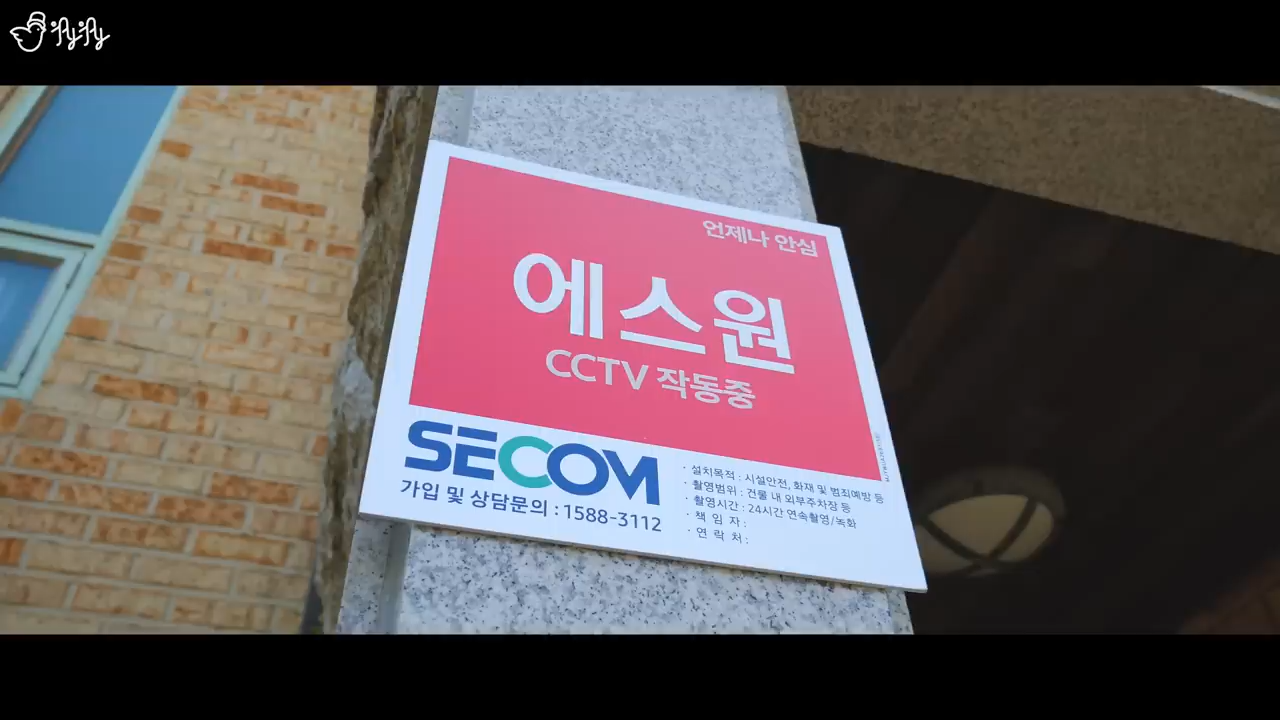 언제나 안심
에스원
CCTV 작동중
SECOM
가입 및 상담문의 : 1588-3112
· 설치목적 : 시설안전, 화재 및 범죄예방 등
· 촬영범위 : 건물 내 외부주차장 등
· 촬영시간 : 24시간 연속촬영/녹화
· 책 임 자 :
· 연 락 처 :